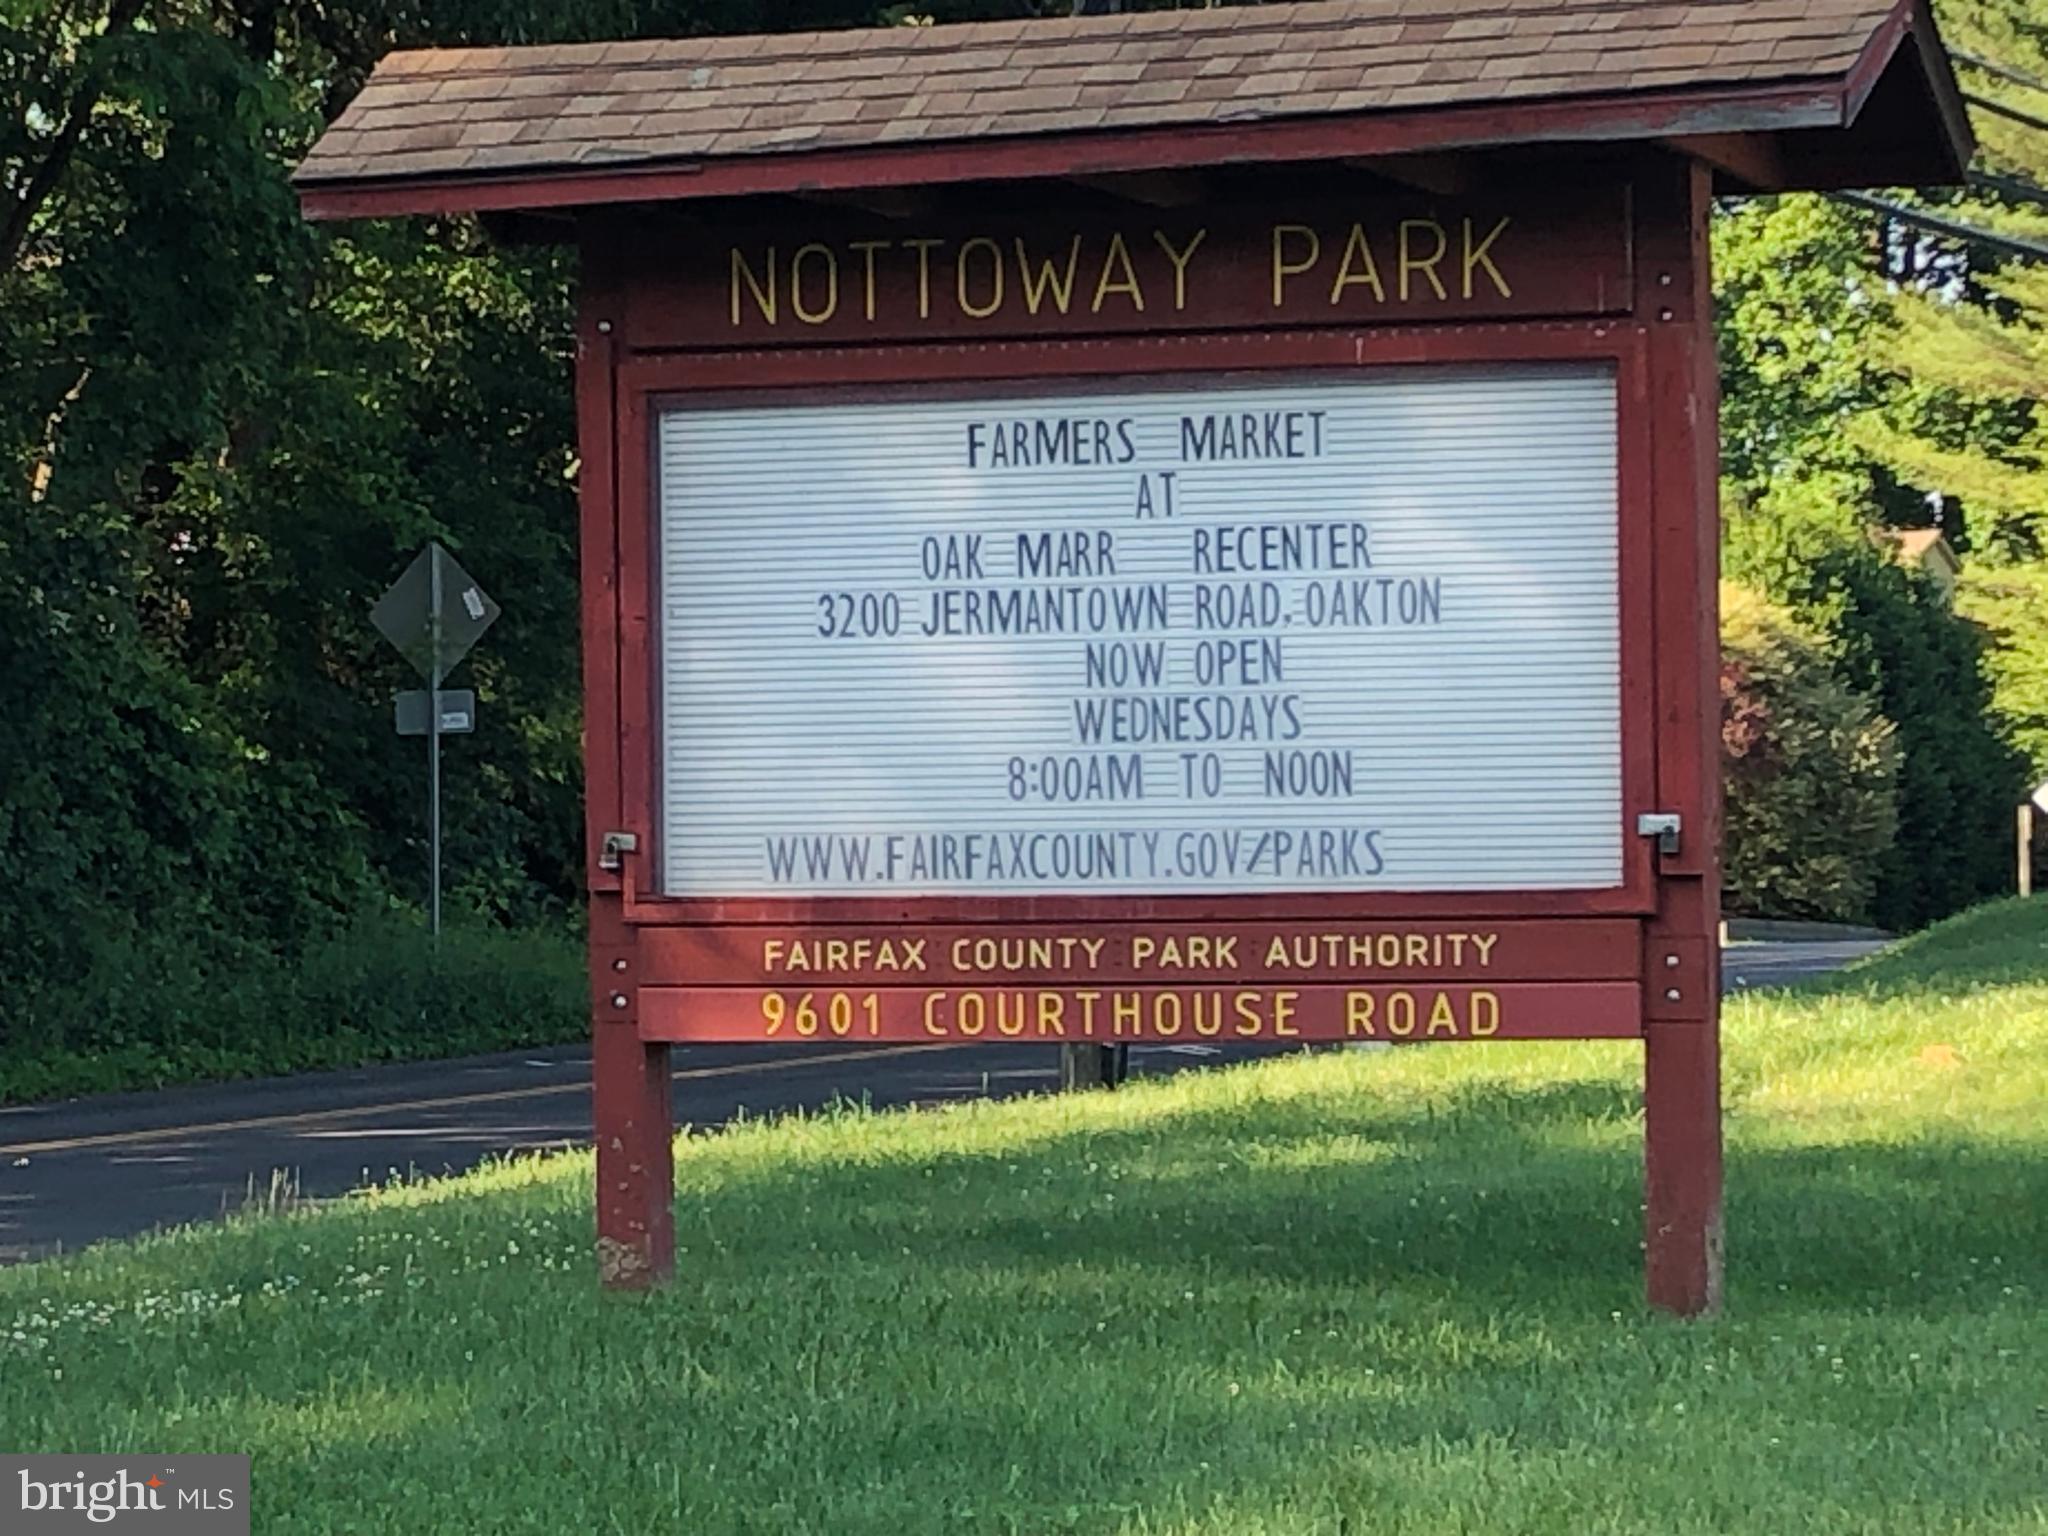 NOTTOWAY PARK
FARMERS MARKET
AT
OAK MARR RECENTER
3200 JERMANTOWN ROAD, OAKTON
NOW OPEN
WEDNESDAYS
8:00AM TO NOON
WWW.FAIRFAXCOUNTY.GOV/PARKS
FAIRFAX COUNTY PARK AUTHORITY
9601 COURTHOUSE ROAD
bright™ MLS